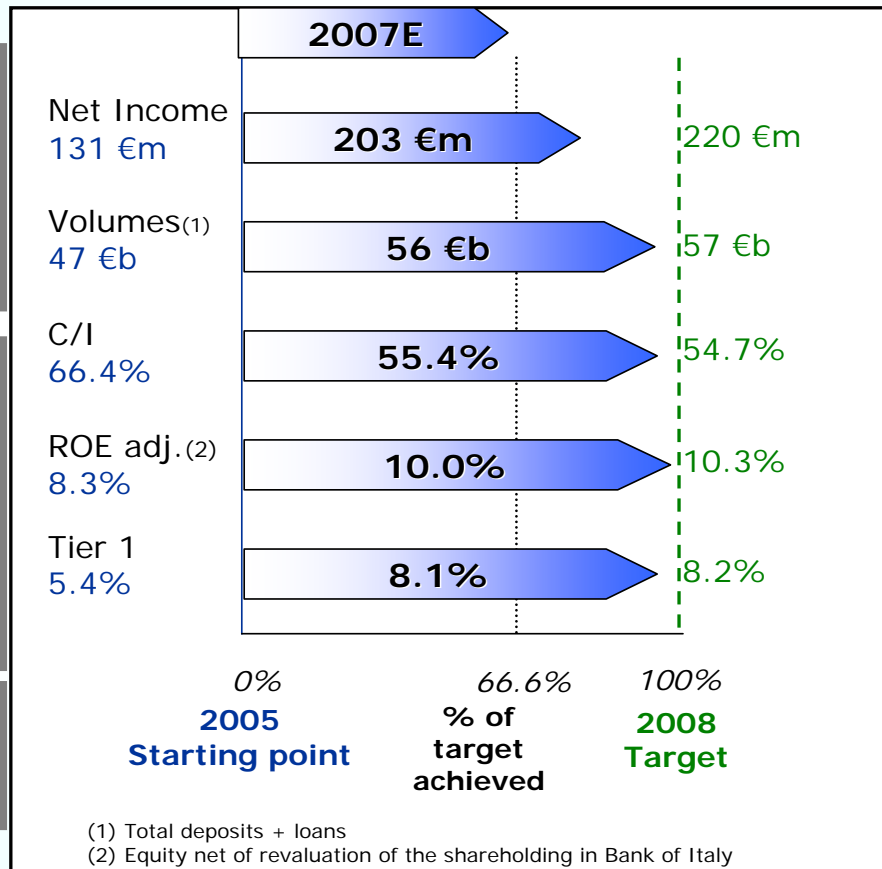 2007E
Net Income
131 €m
203 €m
220 €m
Volumes(1)
47 €b
56 €b
57 €b
C/I
66.4%
55.4%
54.7%
ROE adj.(2)
8.3%
10.0%
10.3%
Tier 1
5.4%
8.1%
8.2%
0%
66.6%
100%
2005
Starting point
% of
target
achieved
2008
Target
(1) Total deposits + loans
(2) Equity net of revaluation of the shareholding in Bank of Italy